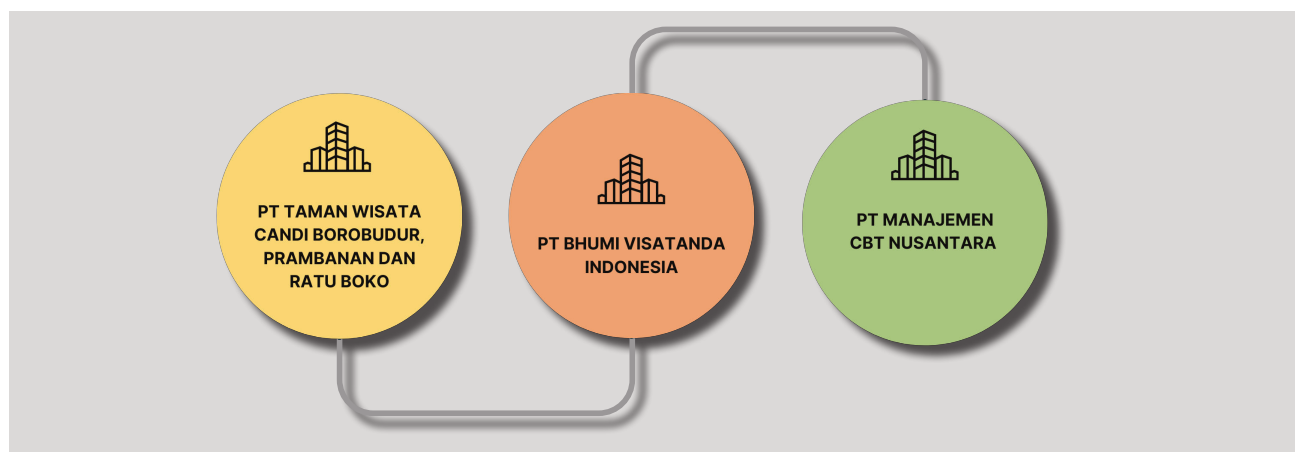 PT TAMAN WISATA
CANDI BOROBUDUR,
PRAMBANAN DAN
RATU BOKO
PT BHUMI VISATANDA
INDONESIA
PT MANAJEMEN
CBT NUSANTARA